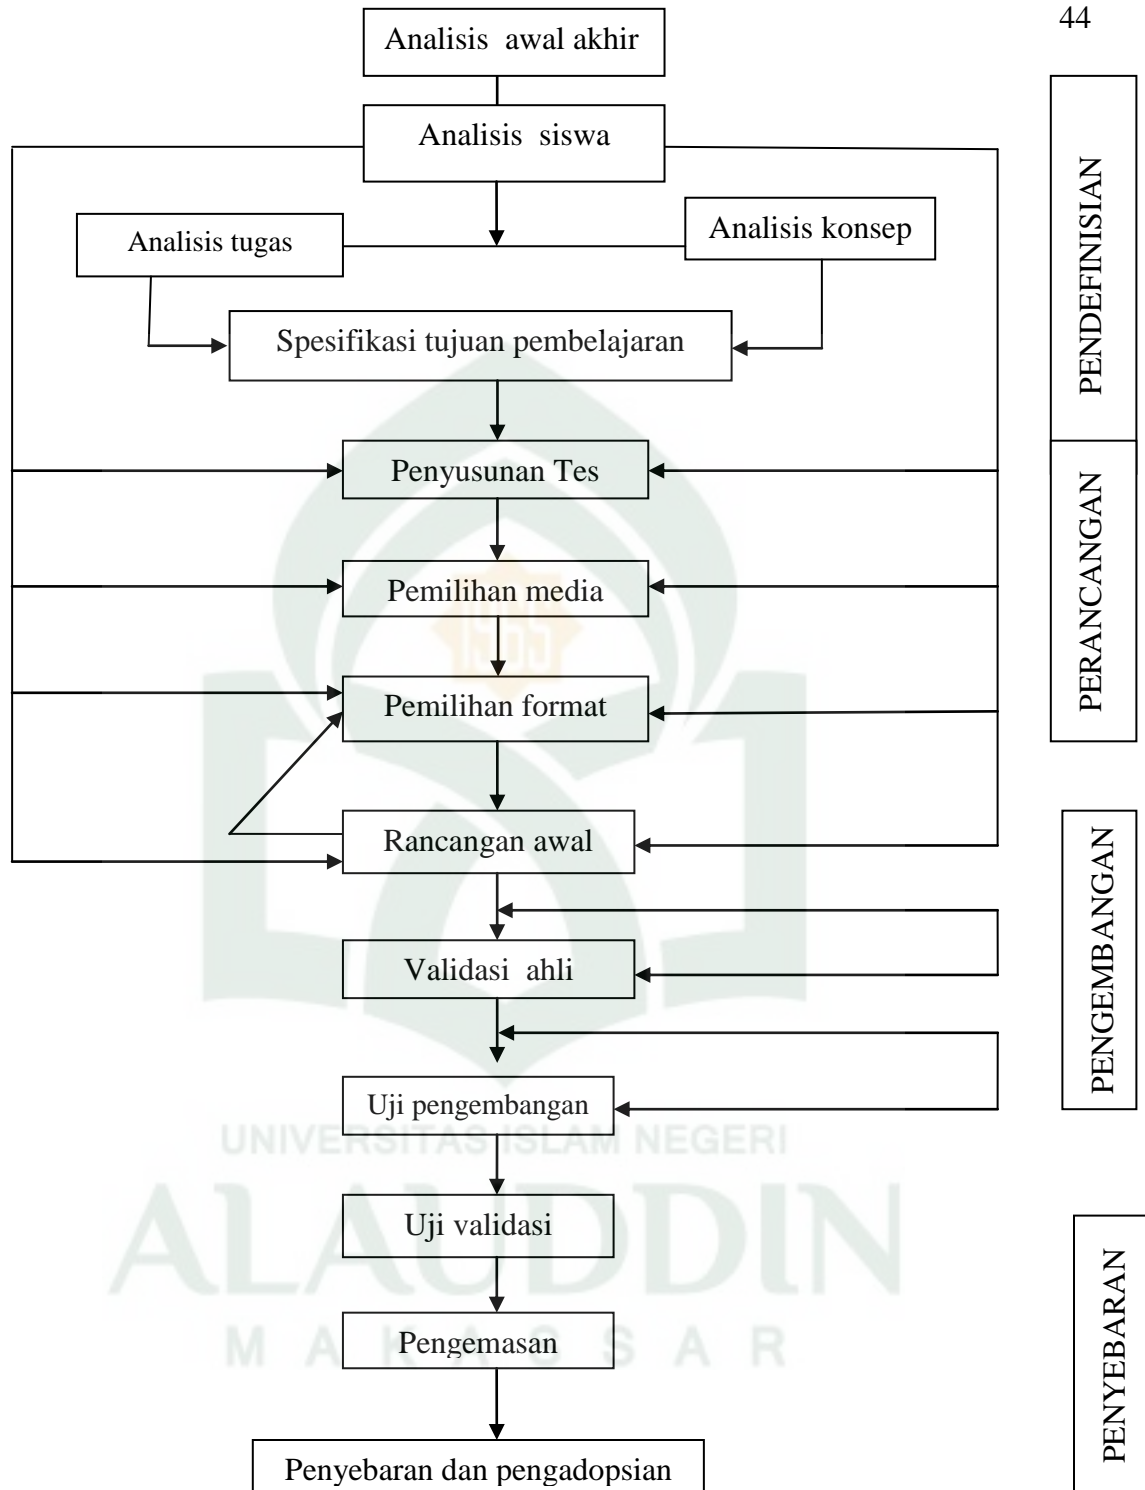 44
Analisis awal akhir
Analisis siswa
Analisis tugas
Analisis konsep
Spesifikasi tujuan pembelajaran
PENDEFINISIAN
Penyusunan Tes
Pemilihan media
1965
Pemilihan format
PERANCANGAN
Rancangan awal
Validasi ahli
Uji pengembangan
PENGEMBANGAN
UNIVERSITAS ISLAM NEGERI
ALAUDDIN
MAKASSAR
Uji validasi
Pengemasan
Penyebaran dan pengadopsian
PENYEBARAN